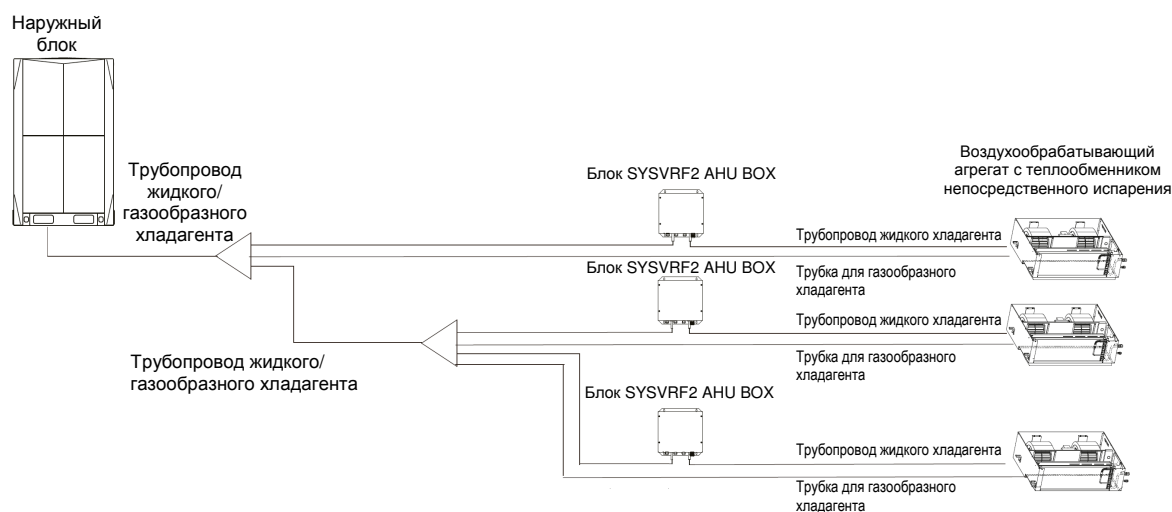 Наружный
блок
Трубопровод
жидкого/
газообразного
хладагента
Блок SYSVRF2 AHU BOX
Воздухообрабатывающий
агрегат с теплообменником
непосредственного испарения
Трубопровод жидкого хладагента
Блок SYSVRF2 AHU BOX
Трубка для газообразного
хладагента
Трубопровод жидкого хладагента
Трубопровод жидкого/
газообразного хладагента
Трубка для газообразного
хладагента
Блок SYSVRF2 AHU BOX
Трубопровод жидкого хладагента
Трубка для газообразного
хладагента